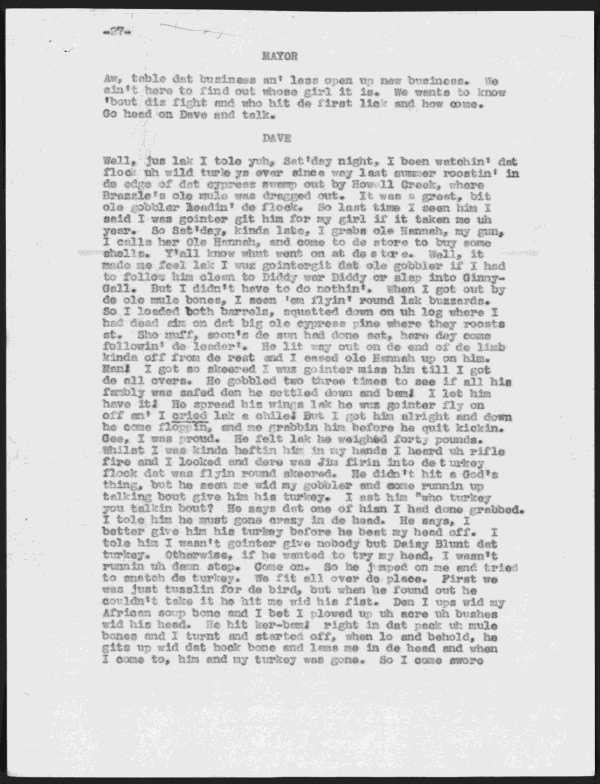 -27-
MAYOR
Aw, table dat business an' less open up new business. We
ain't here to find out whose girl it is. We wants to know
'bout dis fight and who hit de first lick and how come.
Go head on Dave and talk.
DAVE
Well, jus lak I tole yuh, Sat'day night, I been watchin' dat
flock uh wild turkeys ever since way last summer roostin' in
de edge of dat cypress swamp out by Howell Creek, where
Brazzle's ole mule was dragged out. It was a great, bit
ole gobbler leadin' de flock. So last time I seen him I
said I was gointer git him for my girl if it taken me uh
year. So Sat'day, kinda late, I grabs ole Hannah, my gun,
I calls her Ole Hannah, and come to de store to buy some
shells. Y'all know whut went on at de store. Well, it
made me feel lak I wuz gointergit dat ole gobbler if I had
to follow him clean to Diddy war Diddy or slap into Ginny-
Gall. But I didn't have to do nothin'. When I got out by
de ole mule bones, I seen 'em flyin' round lak buzzards.
So I loaded both barrels, squatted down on uh log where I
had dead aim on dat big ole cypress pine where they roosts
at. Sho nuff, soon's de sun had done set, here dey come
followin' de leader'. He lit way out on de end of de limb
kinda off from de rest and I eased ole Hannah up on him.
Man! I got so skeered I wuz gointer miss him till I got
de all overs. He gobbled two three times to see if all his
fambly was safed den he settled down and bam! I let him
have it! He spread his wings lak he wuz gointer fly on
off an' I cried lak a chile! But I got him alright and down
he come floppin, and me grabbin him before he quit kickin.
Gee, I was proud. He felt lak he weighed forty pounds.
Whilst I was kinda heftin him in my hands I heard uh rifle
fire and I looked and dere was Jim firin into de turkey
flock dat was flyin round skeered. He didn't hit a God's
thing, but he seen me wid my gobbler and come runnin up
talking bout give him his turkey. I ast him "who turkey
you talkin bout? He says dat one of hisn I had done grabbed.
I tole him he must gone crazy in de head. He says, I
better give him his turkey before he beat my head off. I
tole him I wasn't gointer give nobody but Daisy Blunt dat
turkey. Otherwise, if he wanted to try my head, I wasn't
runnin uh damn step. Come on. So he jumped on me and tried
to snatch de turkey. We fit all over de place. First we
was just tusslin for de bird, but when he found out he
couldn't take it he hit me wid his fist. Den I ups wid my
African soup bone and I bet I plowed up uh acre uh bushes
wid his head. He hit ker-bam! right in dat pack uh mule
bones and I turnt and started off, when lo and behold, he
gits up wid dat hock bone and lams me in de head and when
I come to, him and my turkey was gone. So I come swore